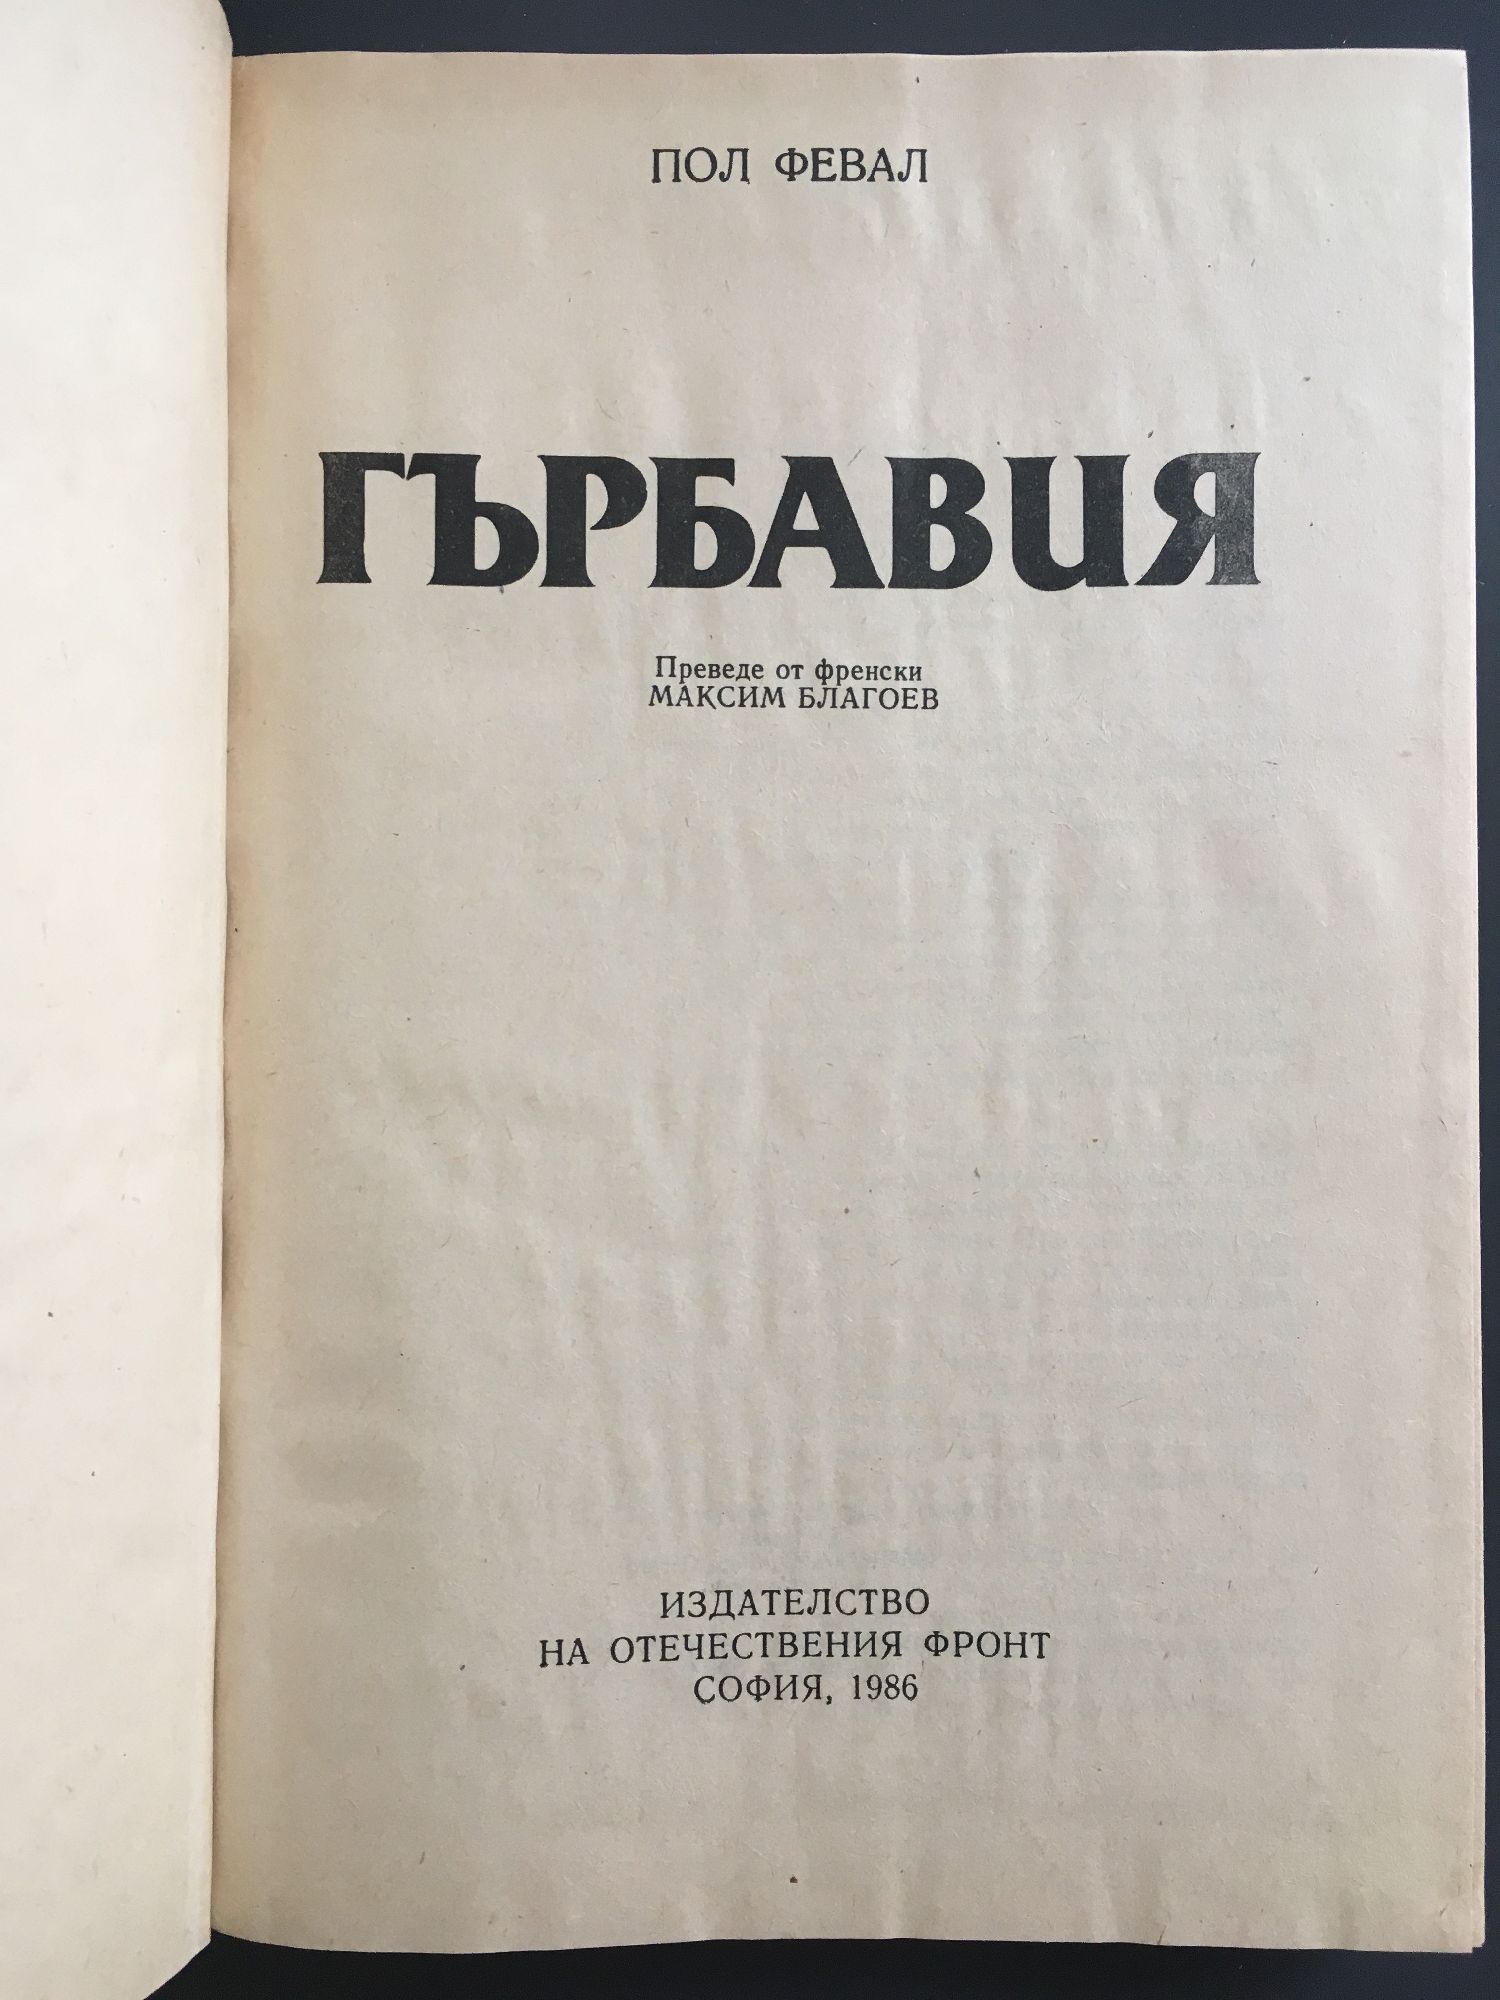 ПОЛ ФЕВАЛ
ГЪРБАВИЯ
Преведе от френски
МАКСИМ БЛАГОЕВ
ИЗДАТЕЛСТВО
НА ОТЕЧЕСТВЕНИЯ ФРОНТ
СОФИЯ, 1986